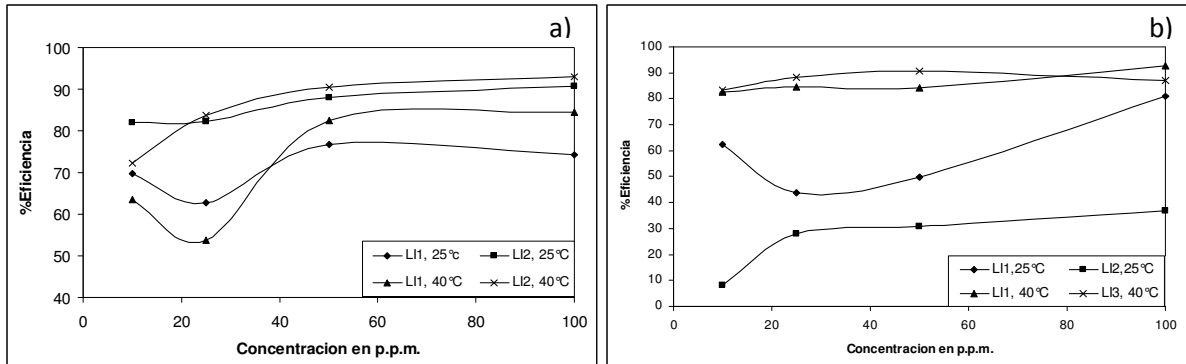 a)
100
90
80
70
60
50
40
%Eficiencia
0 20 40 60 80 100
Concentracion en p.p.m.
LI1, 25°c LI2, 25°C
LI1, 40°C LI2, 40°C
b)
100
90
80
70
60
50
40
30
20
10
0
%Eficiencia
0 20 40 60 80 100
Concentracion en p.p.m.
LI1,25°C LI2,25°C
LI1, 40°C LI3, 40°C